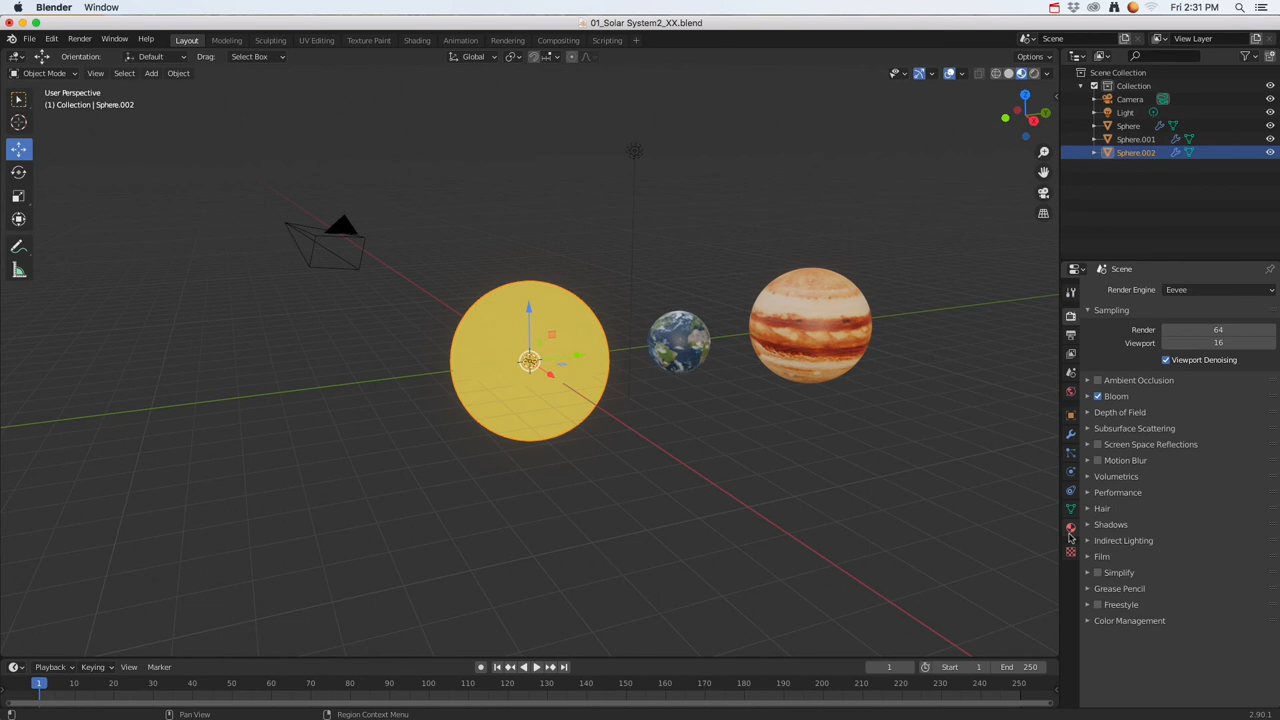 Blender Window Fri 2:31 PM
01_Solar System2_XX.blend
File Edit Render Window Help Layout Modeling Sculpting UV Editing Texture Paint Shading Animation Rendering Compositing Scripting + Scene View Layer
Orientation: Default Drag: Select Box Global Options
Object Mode View Select Add Object
User Perspective
(1) Collection | Sphere.002
Z
Y
X
Scene Collection
Collection
Camera
Light
Sphere
Sphere.001
Sphere.002
Scene
Render Engine Eevee
Sampling
Render 64
Viewport 16
Viewport Denoising
Ambient Occlusion
Bloom
Depth of Field
Subsurface Scattering
Screen Space Reflections
Motion Blur
Volumetrics
Performance
Hair
Shadows
Indirect Lighting
Film
Simplify
Grease Pencil
Freestyle
Color Management
Playback Keying View Marker 1 Start 1 End 250
1 10 20 30 40 50 60 70 80 90 100 110 120 130 140 150 160 170 180 190 200 210 220 230 240 250
Pan View Region Context Menu 2.90.1